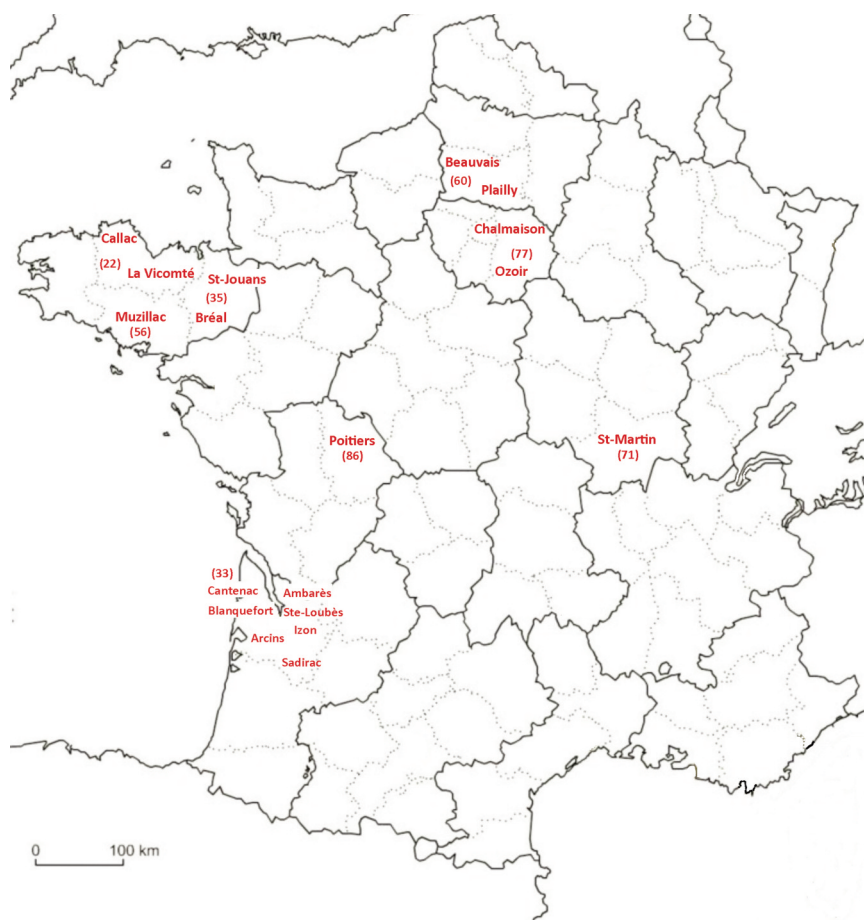 Beauvais
(60)
Plailly
Chalmaison
(77)
Ozoir
Callac
(22)
La Vicomté
St-Jouans
(35)
Muzillac
(56)
Bréal
Poitiers
(86)
St-Martin
(71)
(33)
Cantenac
Ambarès
Blanquefort
Ste-Loubès
Izon
Arcins
Sadirac
0
100 km